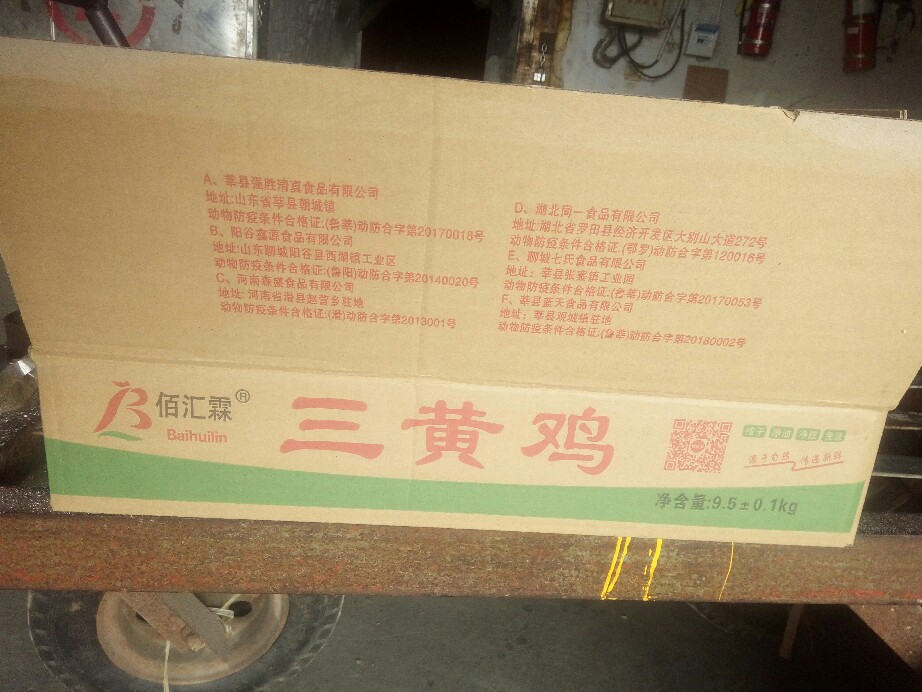 A、莘县强胜清真食品有限公司
地址:山东省莘县朝城镇
动物防疫条件合格证:(鲁莘)动防合字第20170018号
B、阳谷鑫源食品有限公司
地址:山东聊城阳谷县西湖镇工业区
动物防疫条件合格证:(鲁阳)动防合字第20140020号
C、河南森盛食品有限公司
地址:河南省滑县赵营乡驻地
动物防疫条件合格证:(滑)动防合字第2013001号
D、湖北同一食品有限公司
地址:湖北省罗田县经济开发区大别山大道272号
动物防疫条件合格证.(鄂罗)动防合字第120016号
E、聊城七氏食品有限公司
地址：莘县张寨镇工业园
动物防疫条件合格证:(鲁莘)动防合字第20170053号
F、莘县蓝天食品有限公司
地址：莘县观城镇驻地
动物防疫条件合格证:(鲁莘)动防合字第20180002号
佰汇霖®
Baihuilin
三黄鸡
源于自然 传递新鲜
净含量:9.5±0.1kg